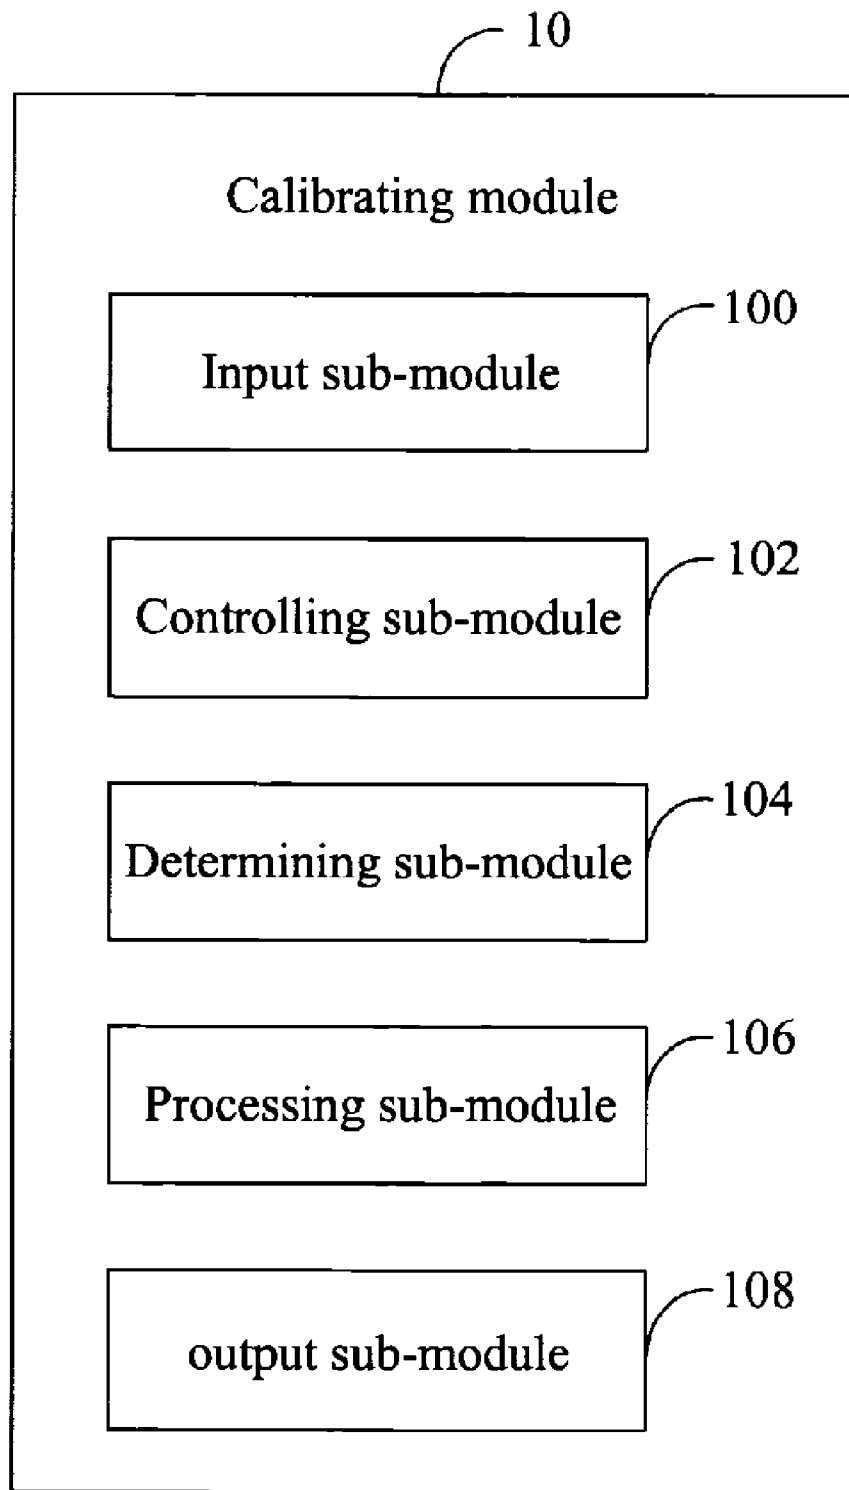 10
Calibrating module
100
Input sub-module
102
Controlling sub-module
104
Determining sub-module
106
Processing sub-module
108
output sub-module